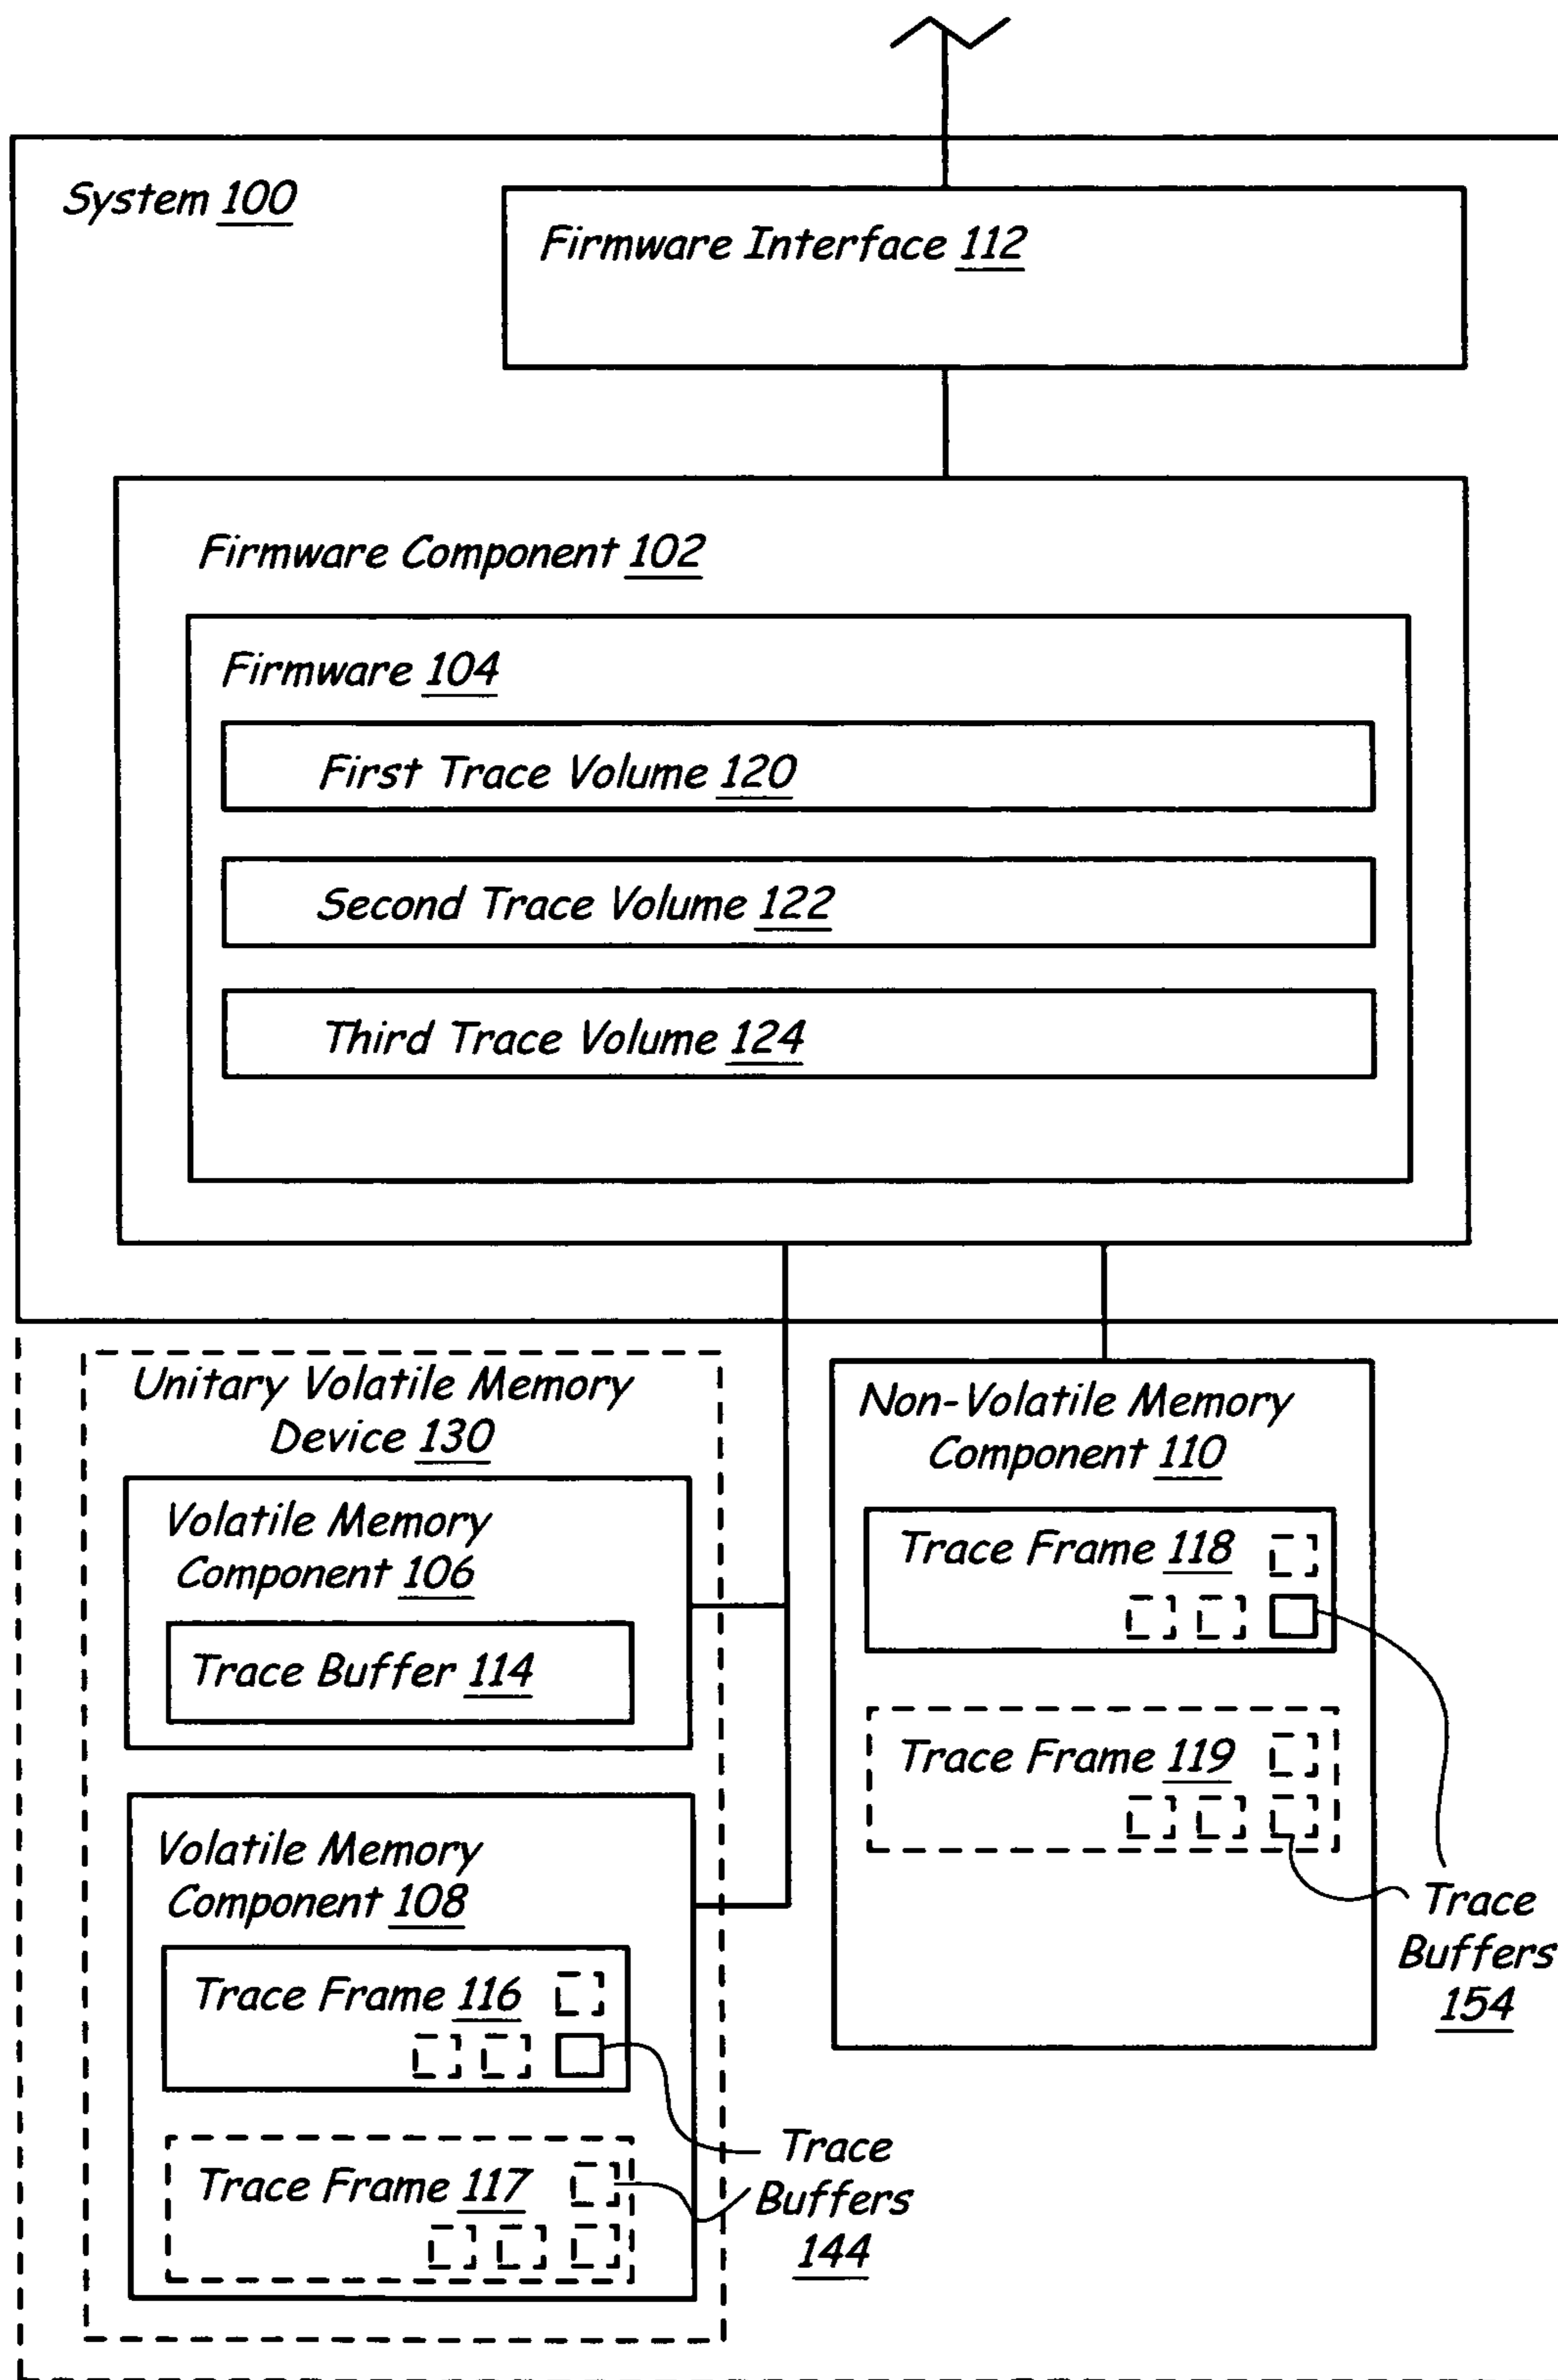 System 100
Firmware Interface 112
Firmware Component 102
Firmware 104
First Trace Volume 120
Second Trace Volume 122
Third Trace Volume 124
Unitary Volatile Memory
Device 130
Volatile Memory
Component 106
Trace Buffer 114
Volatile Memory
Component 108
Trace Frame 116
Trace Frame 117
Trace
Buffers
144
Non-Volatile Memory
Component 110
Trace Frame 118
Trace Frame 119
Trace
Buffers
154